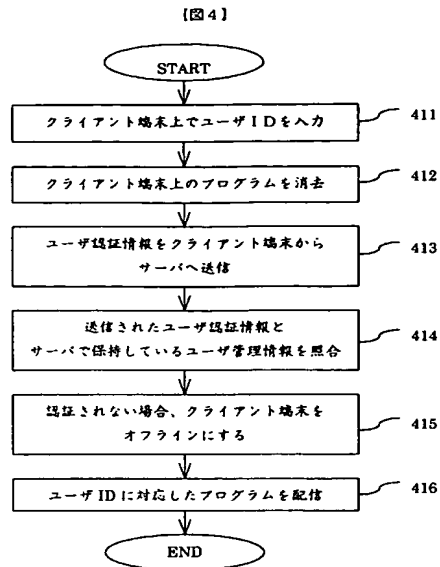 【図4】
START
クライアント端末上でユーザIDを入力
411
クライアント端末上のプログラムを消去
412
ユーザ認証情報をクライアント端末から
サーバへ送信
413
送信されたユーザ認証情報と
サーバで保持しているユーザ管理情報を照合
414
認証されない場合、クライアント端末を
オフラインにする
415
ユーザIDに対応したプログラムを配信
416
END